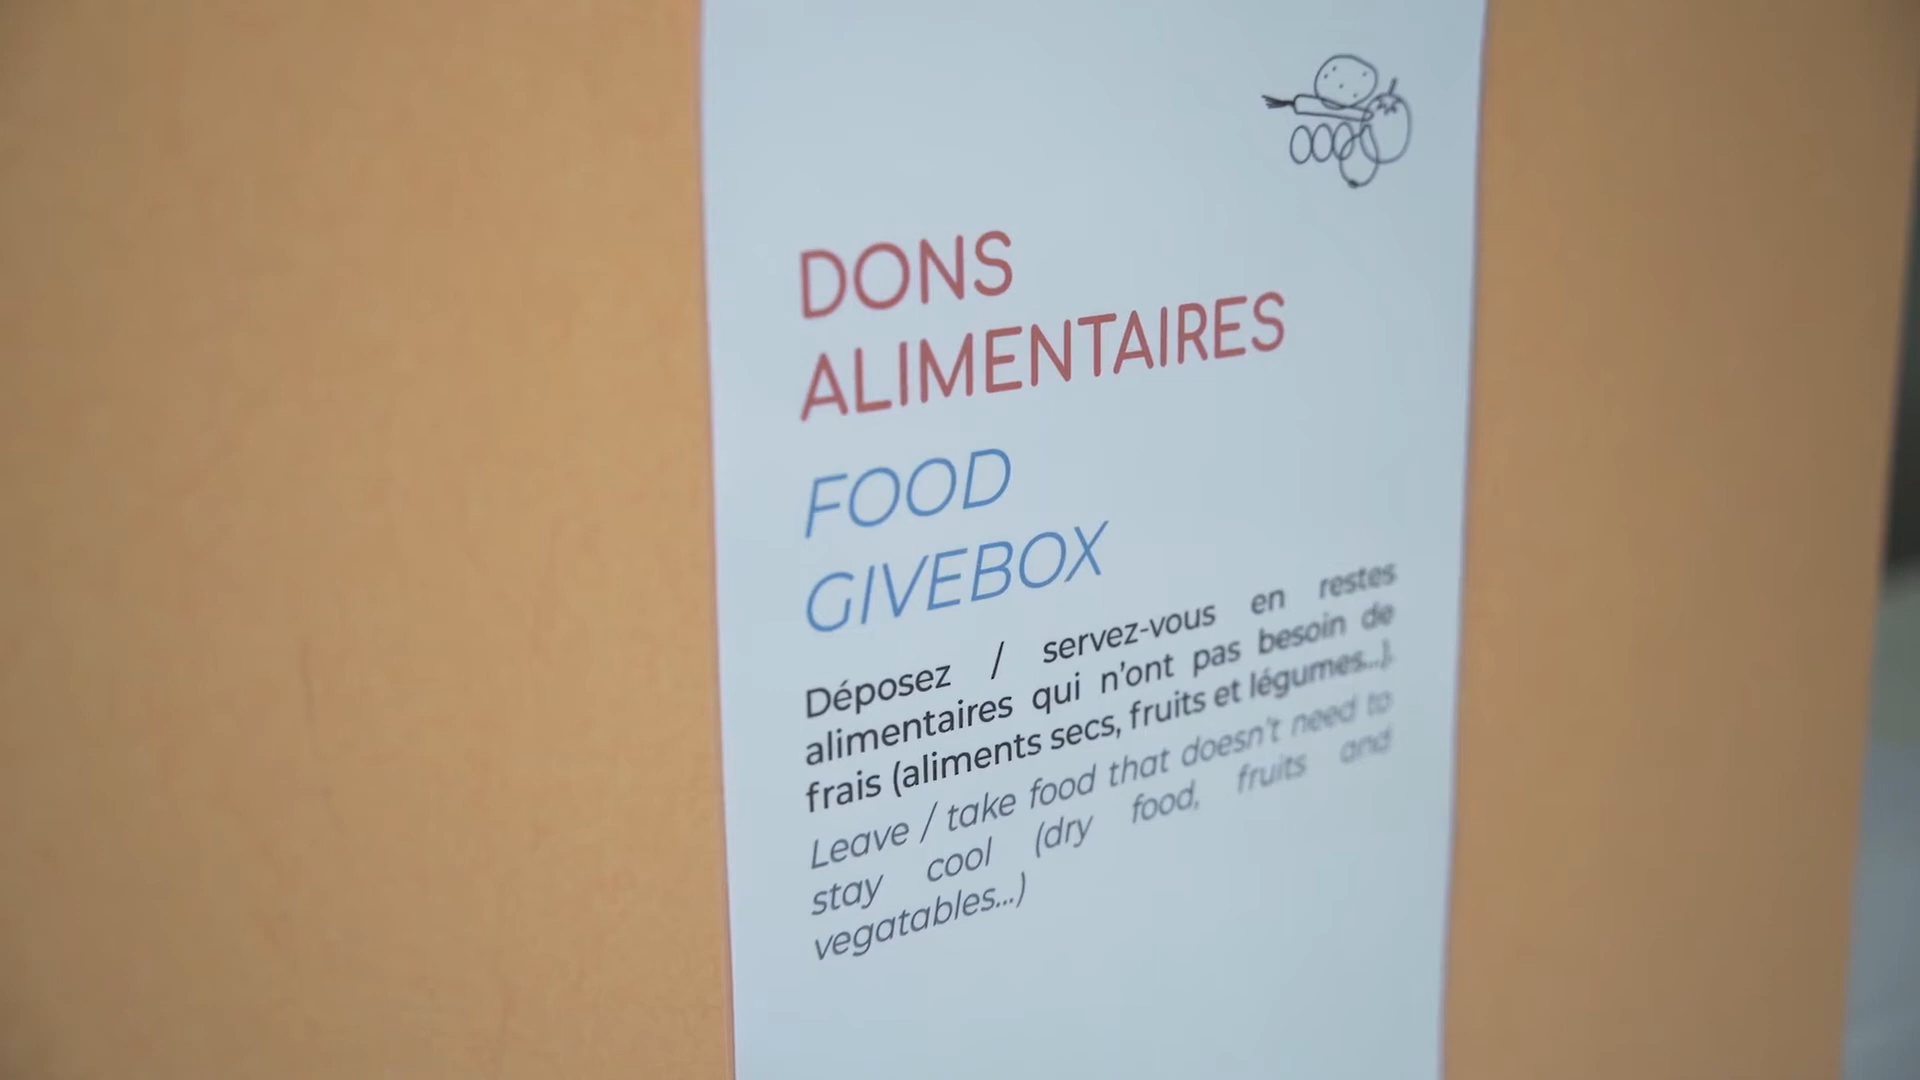 DONS
ALIMENTAIRES
FOOD
GIVEBOX
Déposez / servez-vous en restes
alimentaires qui n'ont pas besoin de
frais (aliments secs, fruits et légumes...).
Leave / take food that doesn't need to
stay cool (dry food, fruits and
vegatables...)